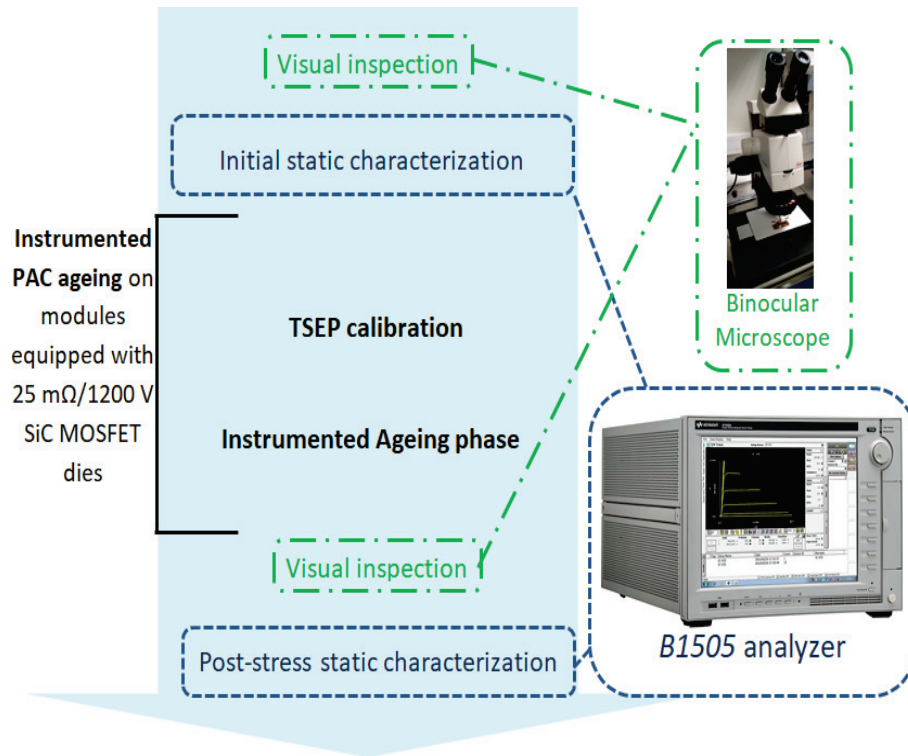 Visual inspection
Initial static characterization
Instrumented
PAC ageing on
modules
equipped with
25 mΩ/1200 V
SiC MOSFET
dies
TSEP calibration
Instrumented Ageing phase
Visual inspection
Post-stress static characterization
Binocular
Microscope
B1505 analyzer